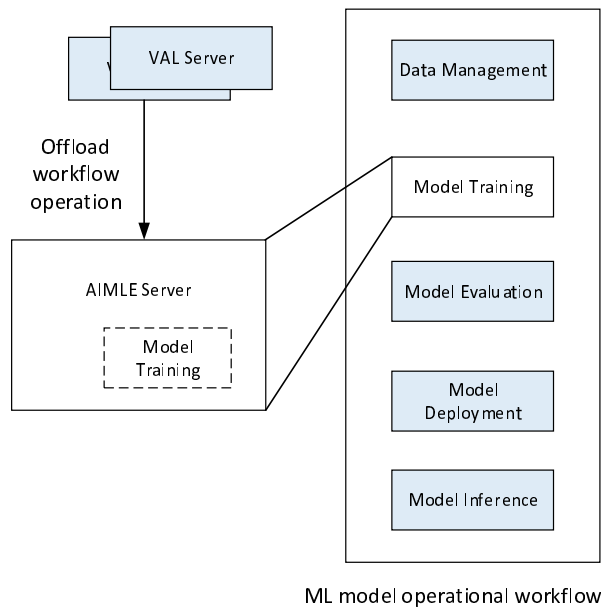 VAL Server
Offload
workflow
operation
AIMLE Server
Model
Training
Data Management
Model Training
Model Evaluation
Model
Deployment
Model Inference
ML model operational workflow